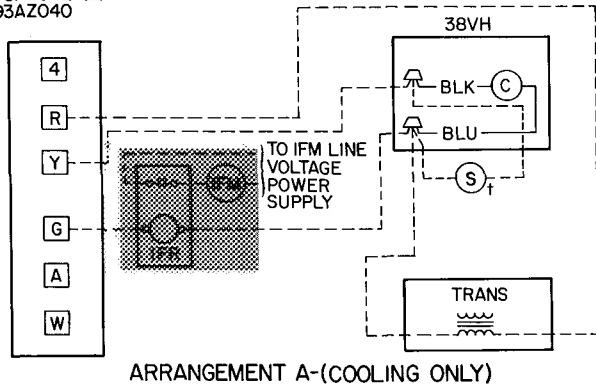 93AZ040
38VH
4
R
BLK
C
BLU
Y
TO IFM LINE
VOLTAGE
POWER
SUPPLY
IFM
S
†
G
IFR
A
TRANS
W
ARRANGEMENT A-(COOLING ONLY)